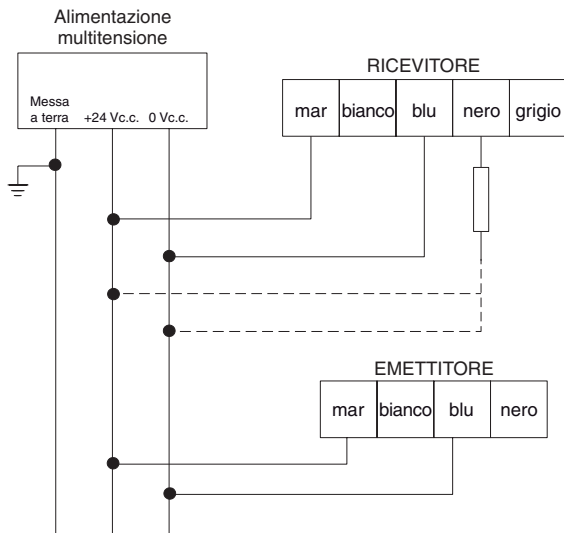 Alimentazione
multitensione
Messa
a terra +24 Vc.c. 0 Vc.c.
RICEVITORE
mar bianco blu nero grigio
EMETTITORE
mar bianco blu nero